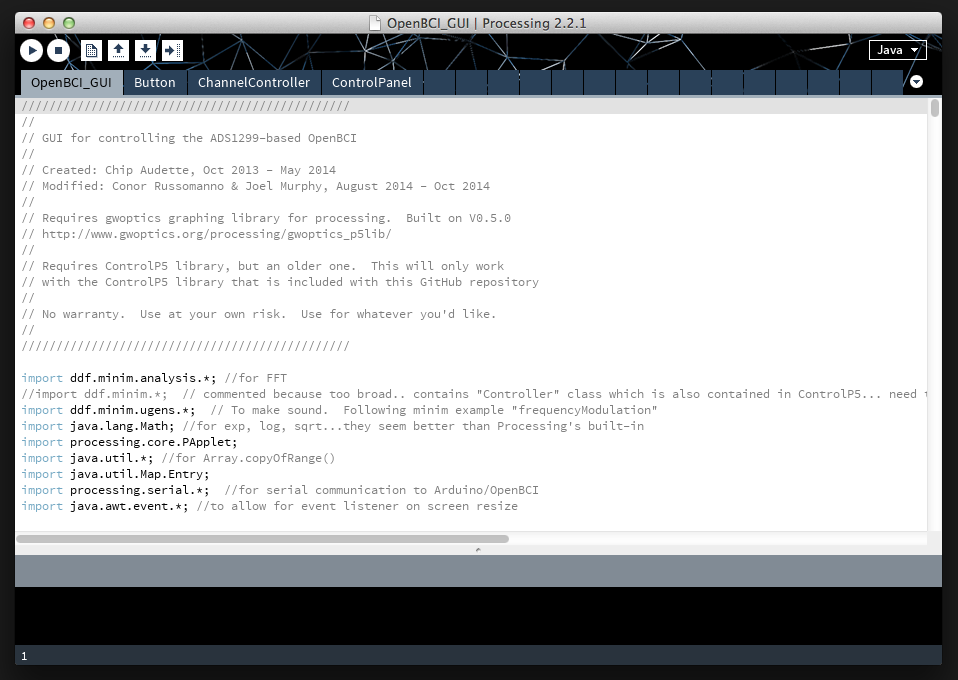 OpenBCI_GUI | Processing 2.2.1
Java
OpenBCI_GUI Button ChannelController ControlPanel
///////////////////////////////////////////////
//
// GUI for controlling the ADS1299-based OpenBCI
//
// Created: Chip Audette, Oct 2013 - May 2014
// Modified: Conor Russomanno & Joel Murphy, August 2014 - Oct 2014
//
// Requires gwoptics graphing library for processing.  Built on V0.5.0
// http://www.gwoptics.org/processing/gwoptics_p5lib/
//
// Requires ControlP5 library, but an older one.  This will only work
// with the ControlP5 library that is included with this GitHub repository
//
// No warranty.  Use at your own risk.  Use for whatever you'd like.
//
///////////////////////////////////////////////
import ddf.minim.analysis.*; //for FFT
//import ddf.minim.*;  // commented because too broad.. contains "Controller" class which is also contained in ControlP5... need
import ddf.minim.ugens.*;  // To make sound.  Following minim example "frequencyModulation"
import java.lang.Math; //for exp, log, sqrt...they seem better than Processing's built-in
import processing.core.PApplet;
import java.util.*; //for Array.copyOfRange()
import java.util.Map.Entry;
import processing.serial.*;  //for serial communication to Arduino/OpenBCI
import java.awt.event.*; //to allow for event listener on screen resize
1